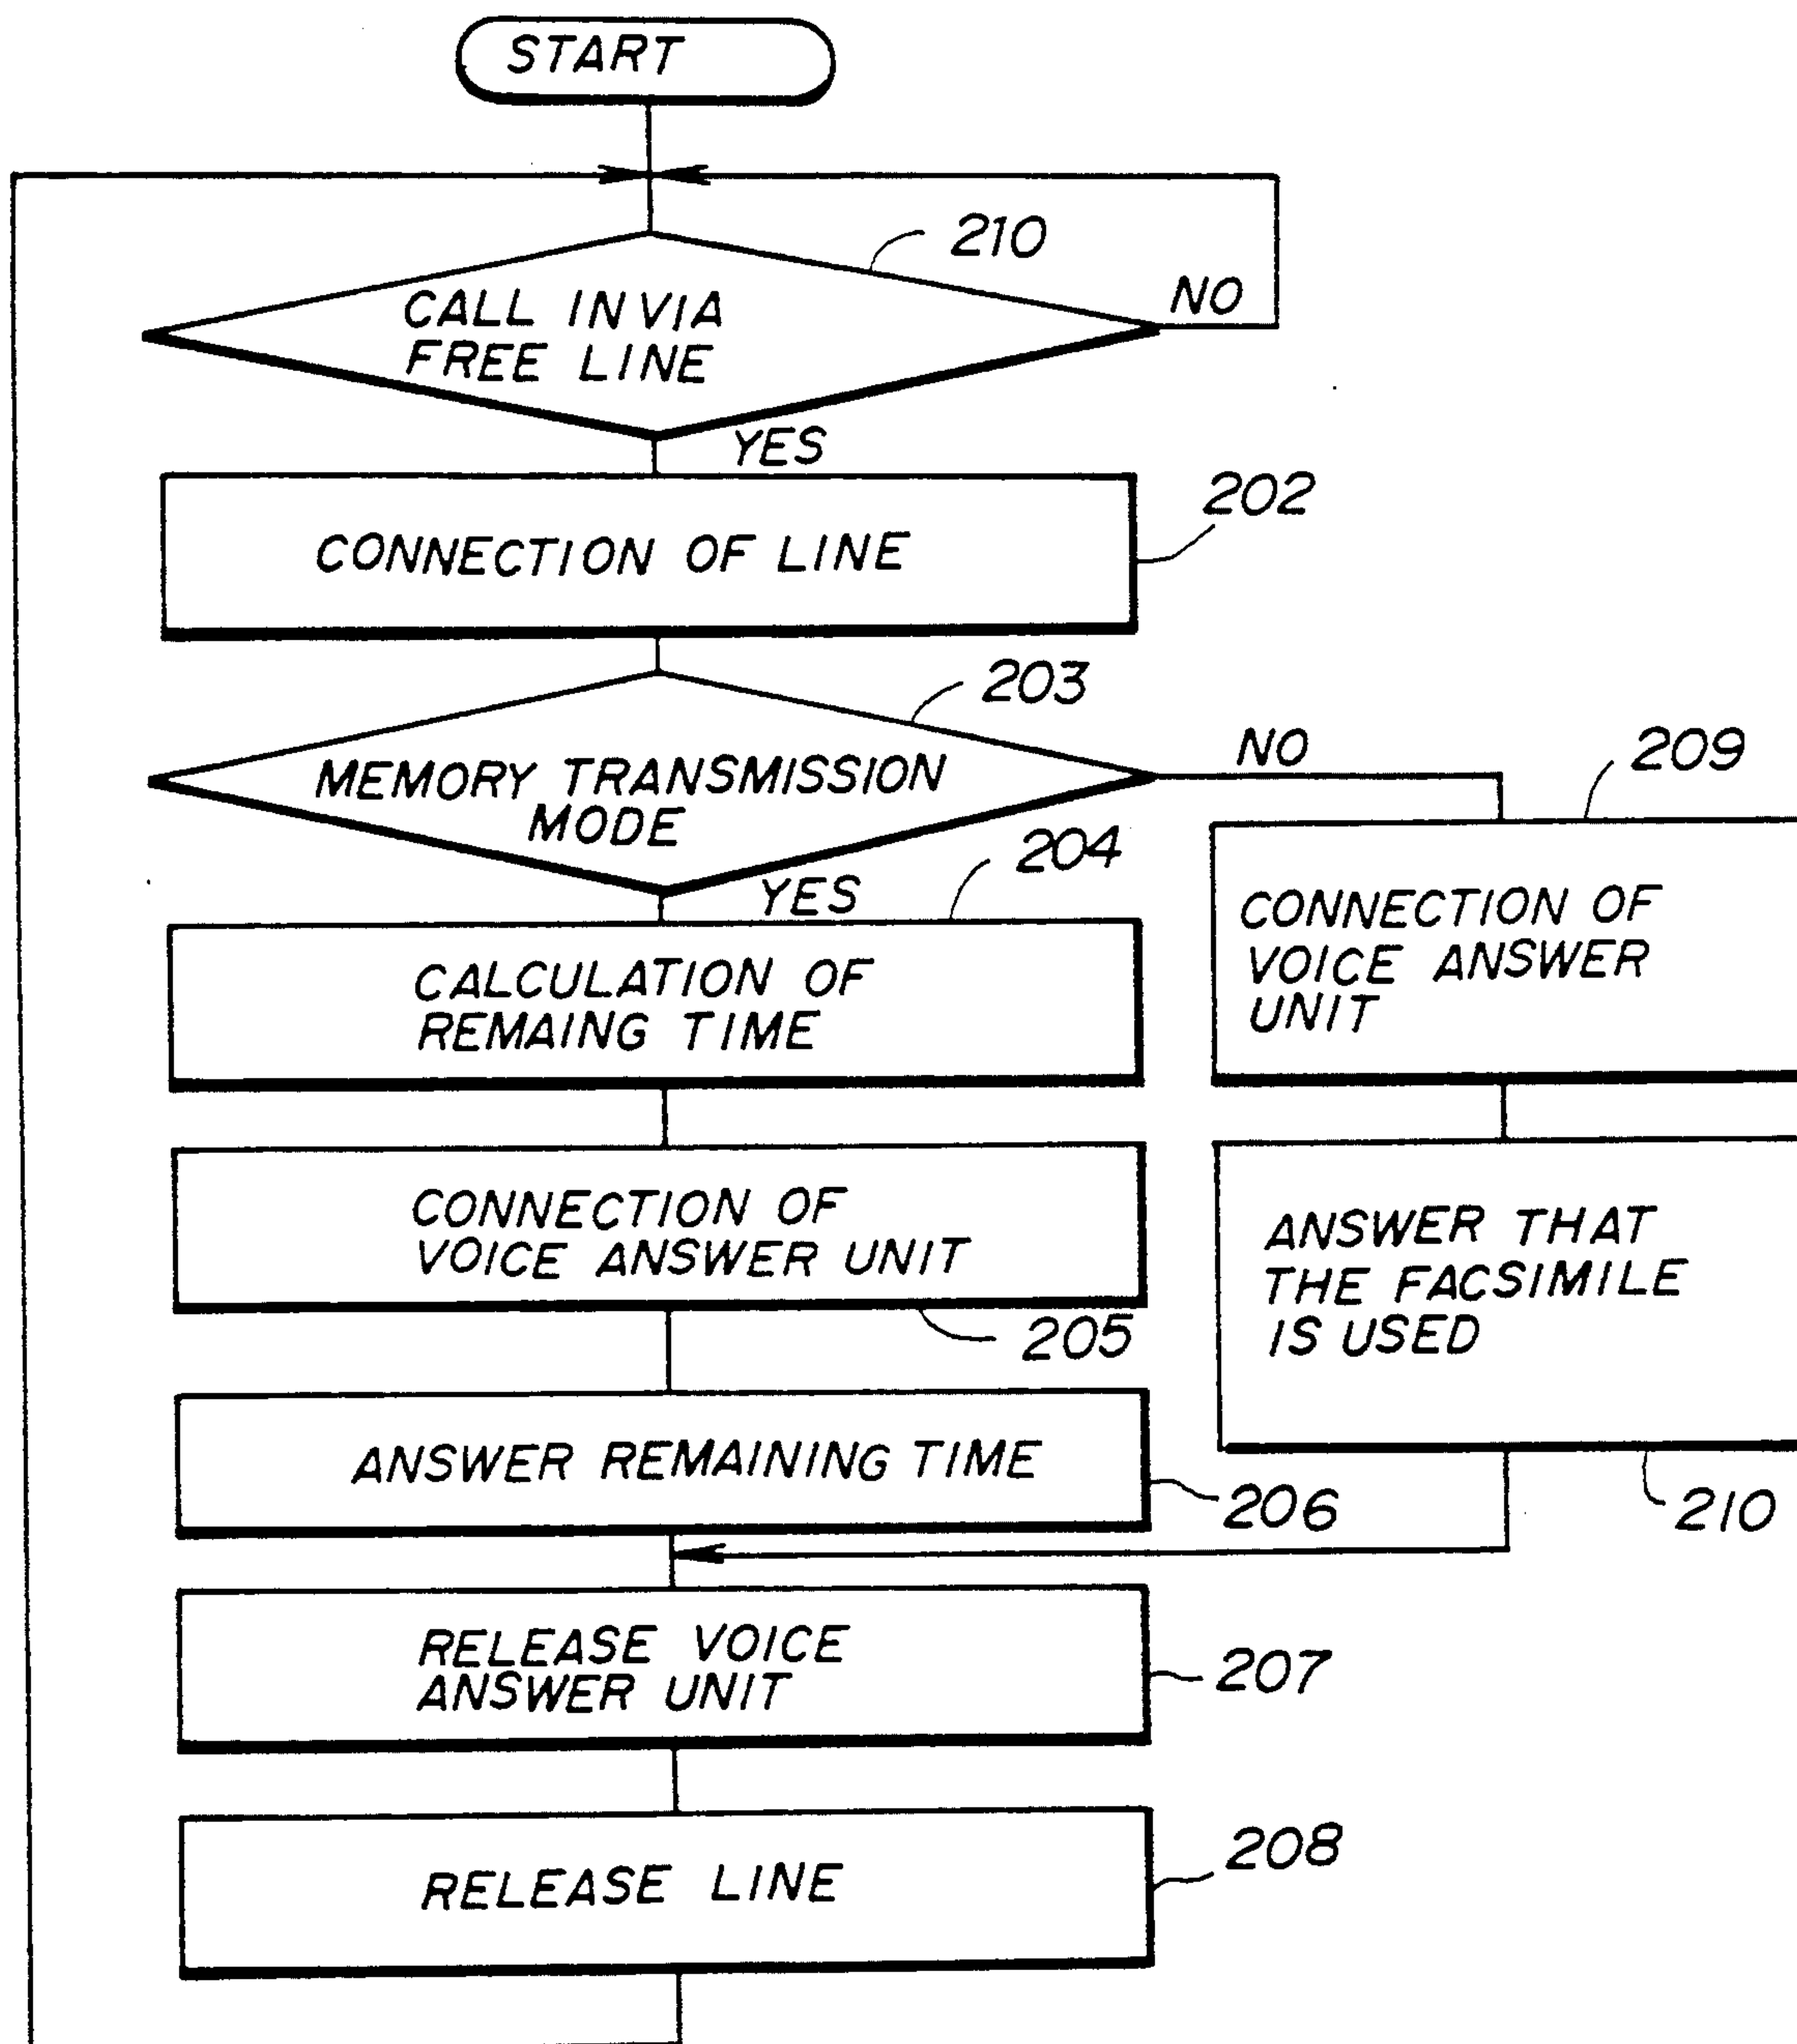 START
210
CALL IN VIA
FREE LINE
NO
YES
202
CONNECTION OF LINE
203
MEMORY TRANSMISSION
MODE
NO
209
204
YES
CALCULATION OF
REMAING TIME
CONNECTION OF
VOICE ANSWER
UNIT
CONNECTION OF
VOICE ANSWER UNIT
205
ANSWER THAT
THE FACSIMILE
IS USED
ANSWER REMAINING TIME
206
210
RELEASE VOICE
ANSWER UNIT
207
RELEASE LINE
208